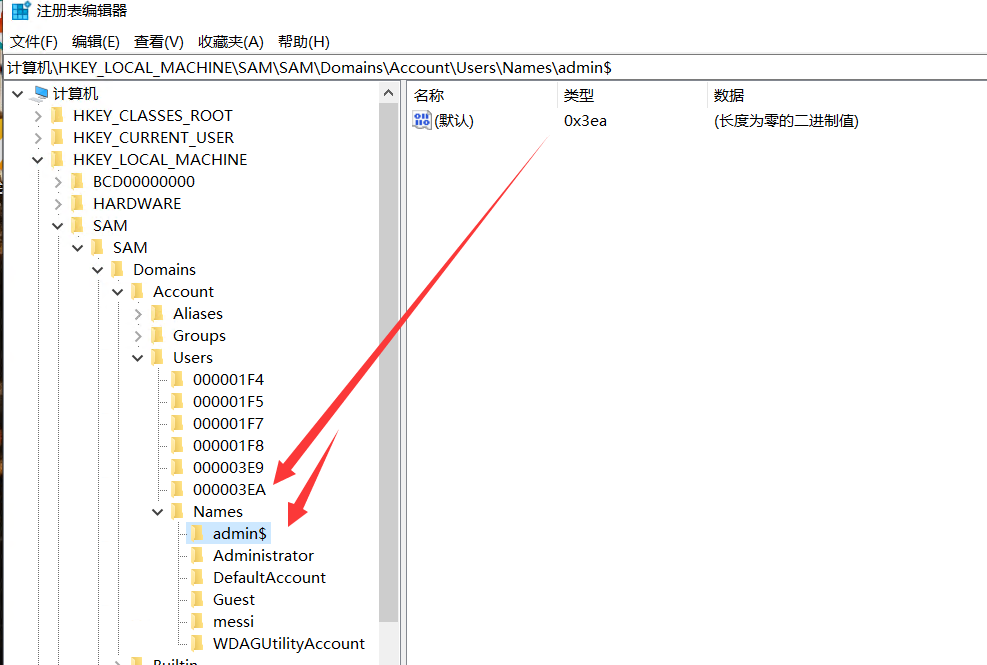 注册表编辑器
文件(F) 编辑(E) 查看(V) 收藏夹(A) 帮助(H)
计算机\HKEY_LOCAL_MACHINE\SAM\SAM\Domains\Account\Users\Names\admin$
计算机
HKEY_CLASSES_ROOT
HKEY_CURRENT_USER
HKEY_LOCAL_MACHINE
BCD00000000
HARDWARE
SAM
SAM
Domains
Account
Aliases
Groups
Users
000001F4
000001F5
000001F7
000001F8
000003E9
000003EA
Names
admin$
Administrator
DefaultAccount
Guest
messi
WDAGUtilityAccount
Builtin
名称 类型 数据
(默认) 0x3ea (长度为零的二进制值)